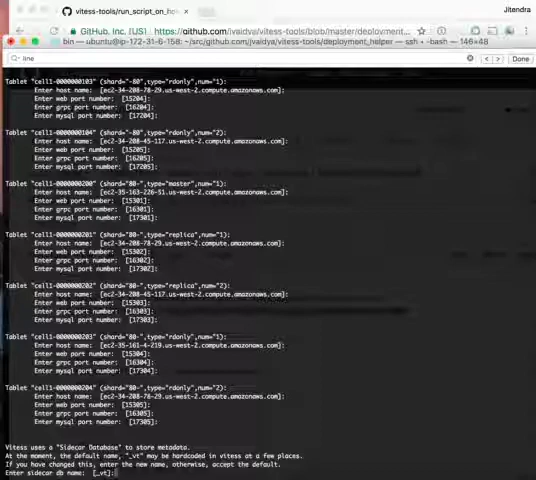 vitess-tools/run_script_on_ho
Jitendra
GitHub, Inc. [US]
https://github.com/jvaidya/vitess-tools/blob/master/deployment
bin — ubuntu@ip-172-31-6-158: ~/src/github.com/jvaidya/vitess-tools/deployment_helper — ssh ◂ -bash — 146×48
line
Done
Tablet "cell1-0000000103" (shard="-80",type="rdonly",num="1):
Enter host name: [ec2-34-208-78-29.us-west-2.compute.amazonaws.com]:
Enter web port number: [15204]:
Enter grpc port number: [16204]:
Enter mysql port number: [17204]:
Tablet "cell1-0000000104" (shard="-80",type="rdonly",num="2):
Enter host name: [ec2-34-208-45-117.us-west-2.compute.amazonaws.com]:
Enter web port number: [15205]:
Enter grpc port number: [16205]:
Enter mysql port number: [17205]:
Tablet "cell1-0000000200" (shard="80-",type="master",num="1):
Enter host name: [ec2-35-163-226-51.us-west-2.compute.amazonaws.com]:
Enter web port number: [15301]:
Enter grpc port number: [16301]:
Enter mysql port number: [17301]:
Tablet "cell1-0000000201" (shard="80-",type="replica",num="1):
Enter host name: [ec2-34-208-78-29.us-west-2.compute.amazonaws.com]:
Enter web port number: [15302]:
Enter grpc port number: [16302]:
Enter mysql port number: [17302]:
Tablet "cell1-0000000202" (shard="80-",type="replica",num="2):
Enter host name: [ec2-34-208-45-117.us-west-2.compute.amazonaws.com]:
Enter web port number: [15303]:
Enter grpc port number: [16303]:
Enter mysql port number: [17303]:
Tablet "cell1-0000000203" (shard="80-",type="rdonly",num="1):
Enter host name: [ec2-35-161-4-219.us-west-2.compute.amazonaws.com]:
Enter web port number: [15304]:
Enter grpc port number: [16304]:
Enter mysql port number: [17304]:
Tablet "cell1-0000000204" (shard="80-",type="rdonly",num="2):
Enter host name: [ec2-34-208-78-29.us-west-2.compute.amazonaws.com]:
Enter web port number: [15305]:
Enter grpc port number: [16305]:
Enter mysql port number: [17305]:
Vitess uses a "Sidecar Database" to store metadata.
At the moment, the default name, "_vt" may be hardcoded in vitess at a few places.
If you have changed this, enter the new name, otherwise, accept the default.
Enter sidecar db name: [_vt]: